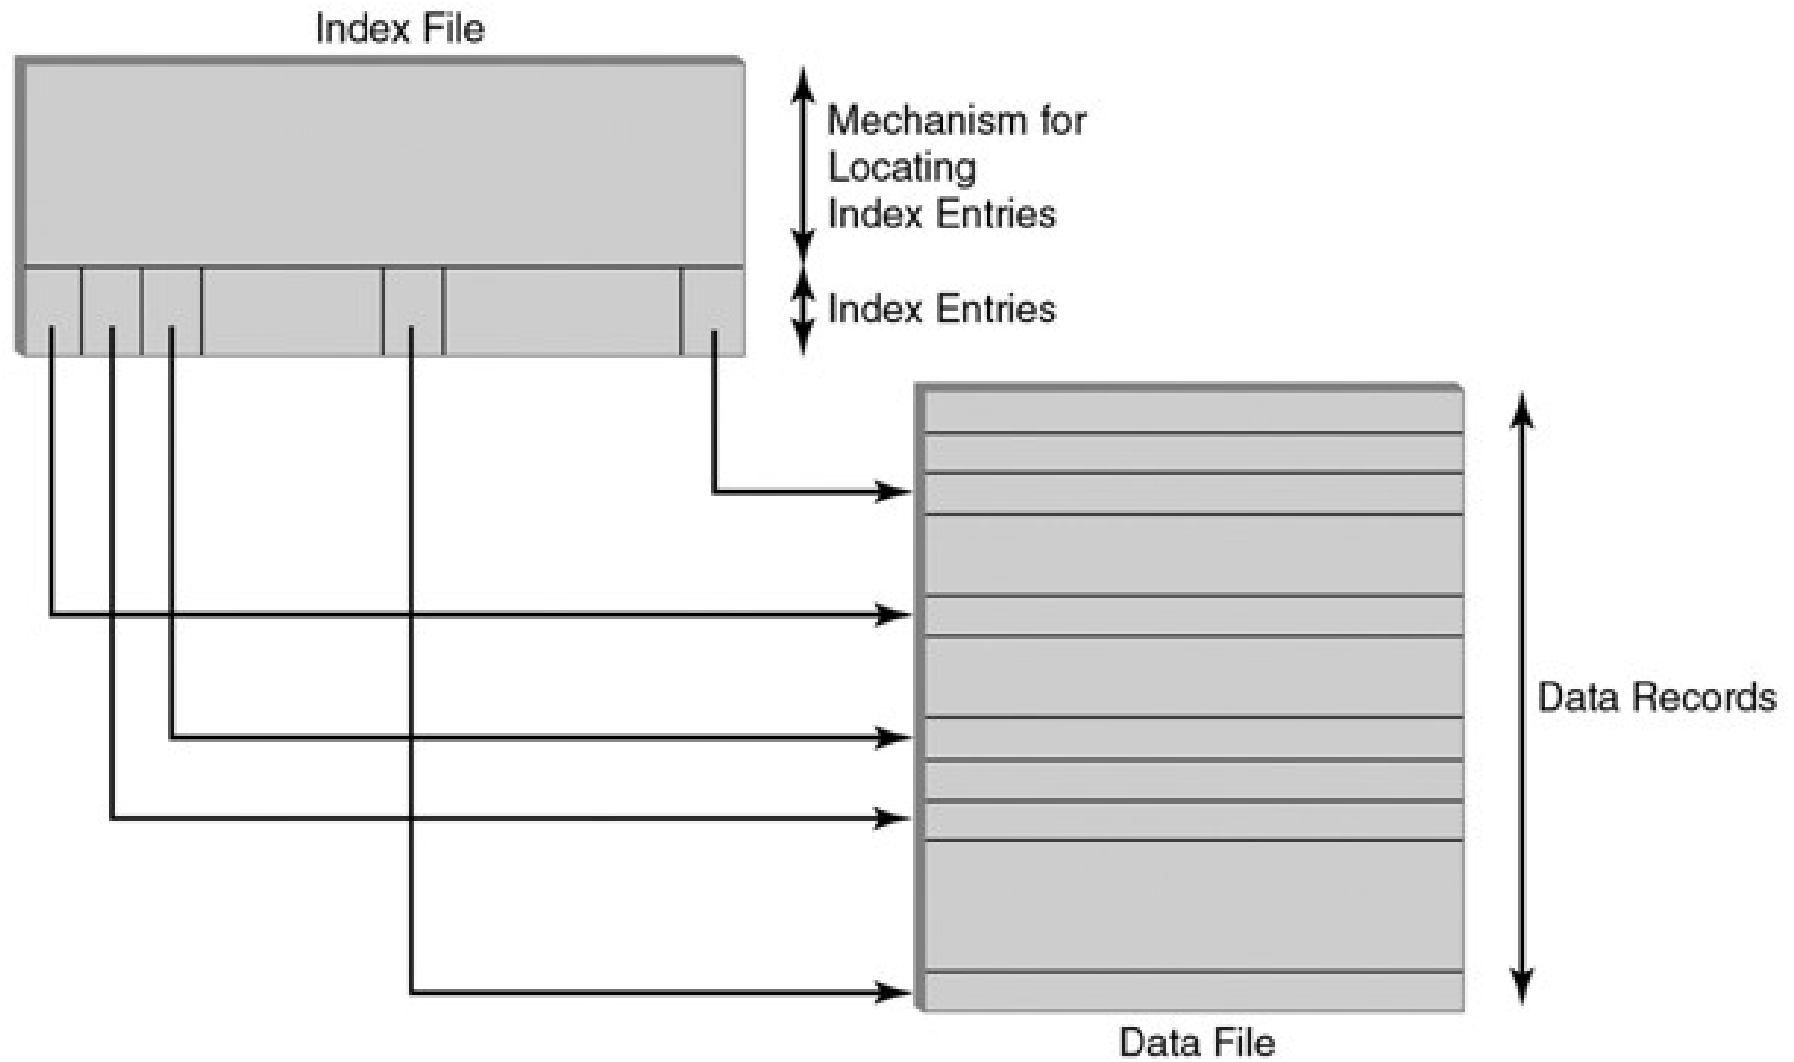 Index File
Mechanism for
Locating
Index Entries
Index Entries
Data Records
Data File